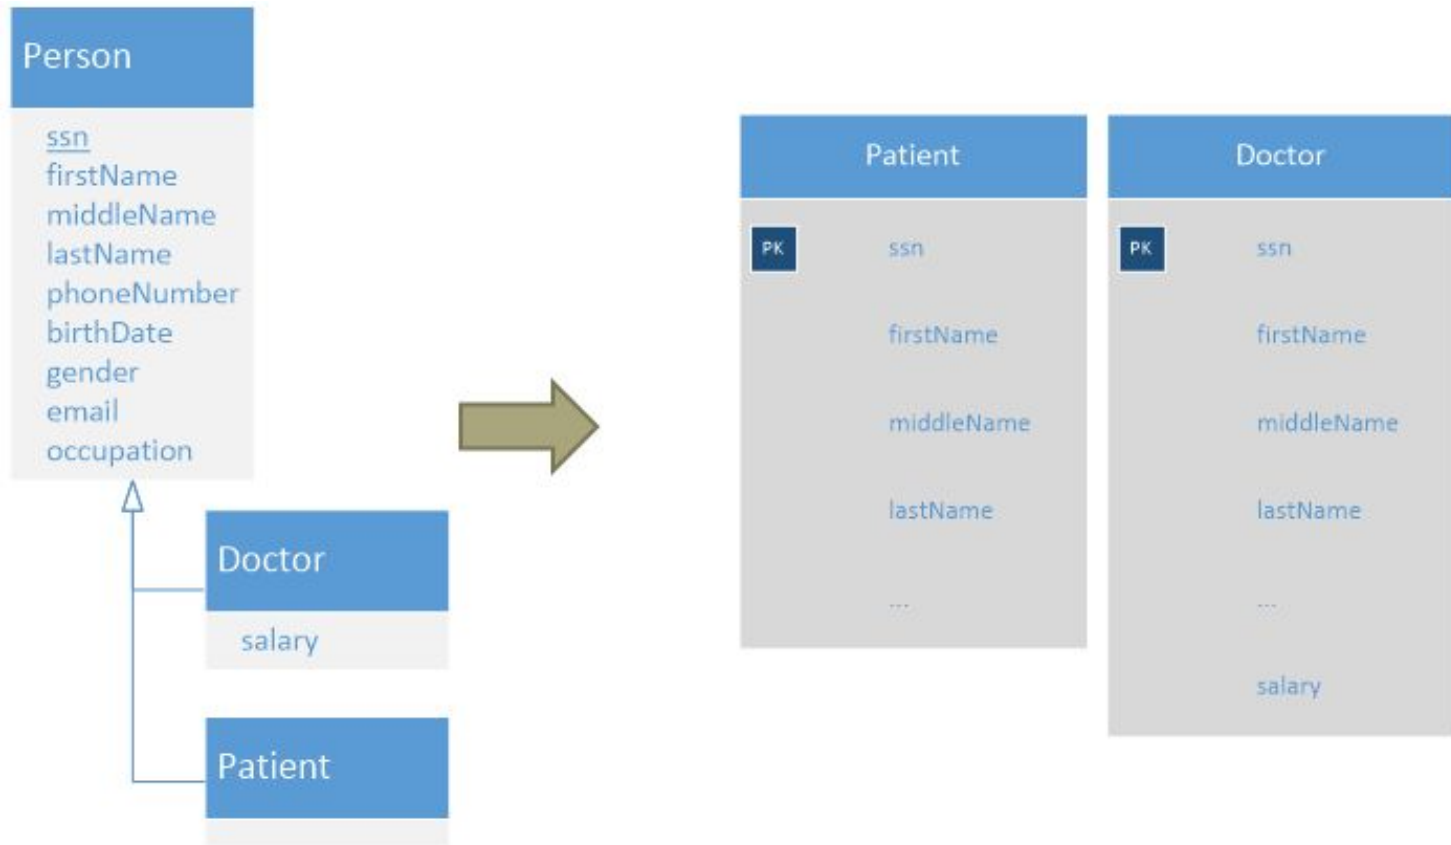 Person
ssn
firstName
middleName
lastName
phoneNumber
birthDate
gender
email
occupation
Doctor
salary
Patient
Patient
PK ssn
firstName
middleName
lastName
...
Doctor
PK ssn
firstName
middleName
lastName
...
salary